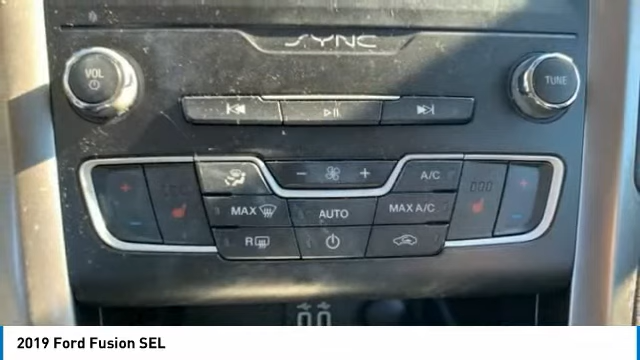 SYNC
VOL
TUNE
A/C
MAX
AUTO
MAX A/C
R
2019 Ford Fusion SEL